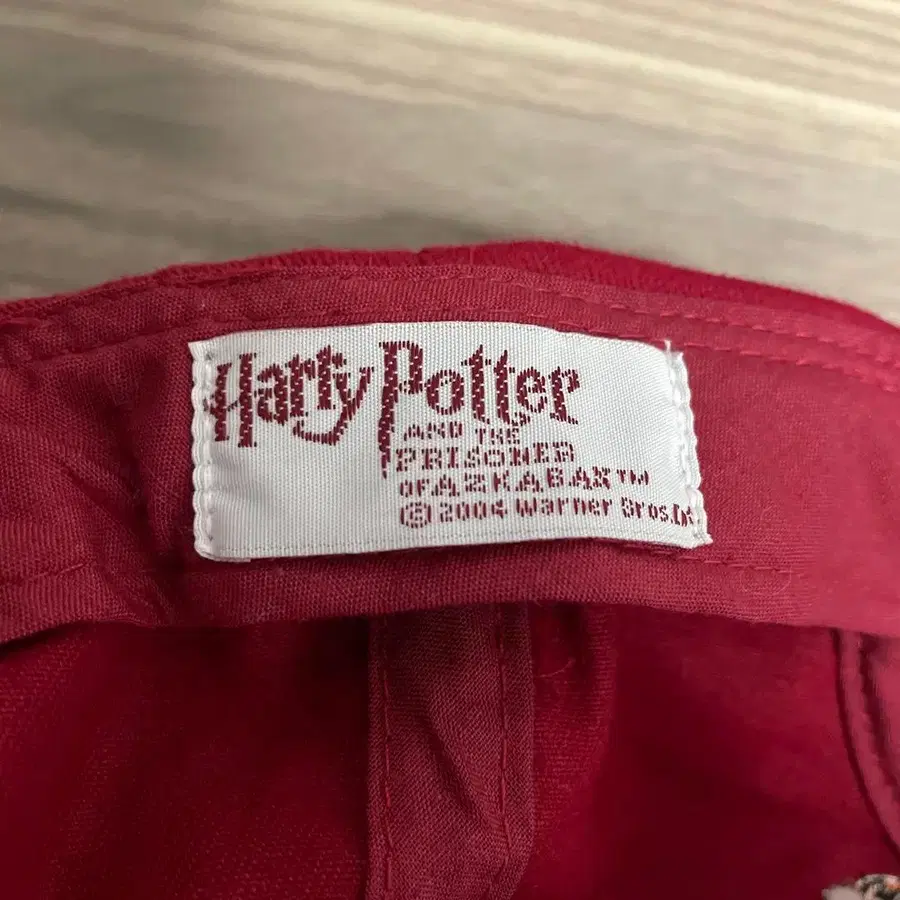 Harry Potter
AND THE
PRISONER
OF AZKABAN™
© 2004 Warner Bros.